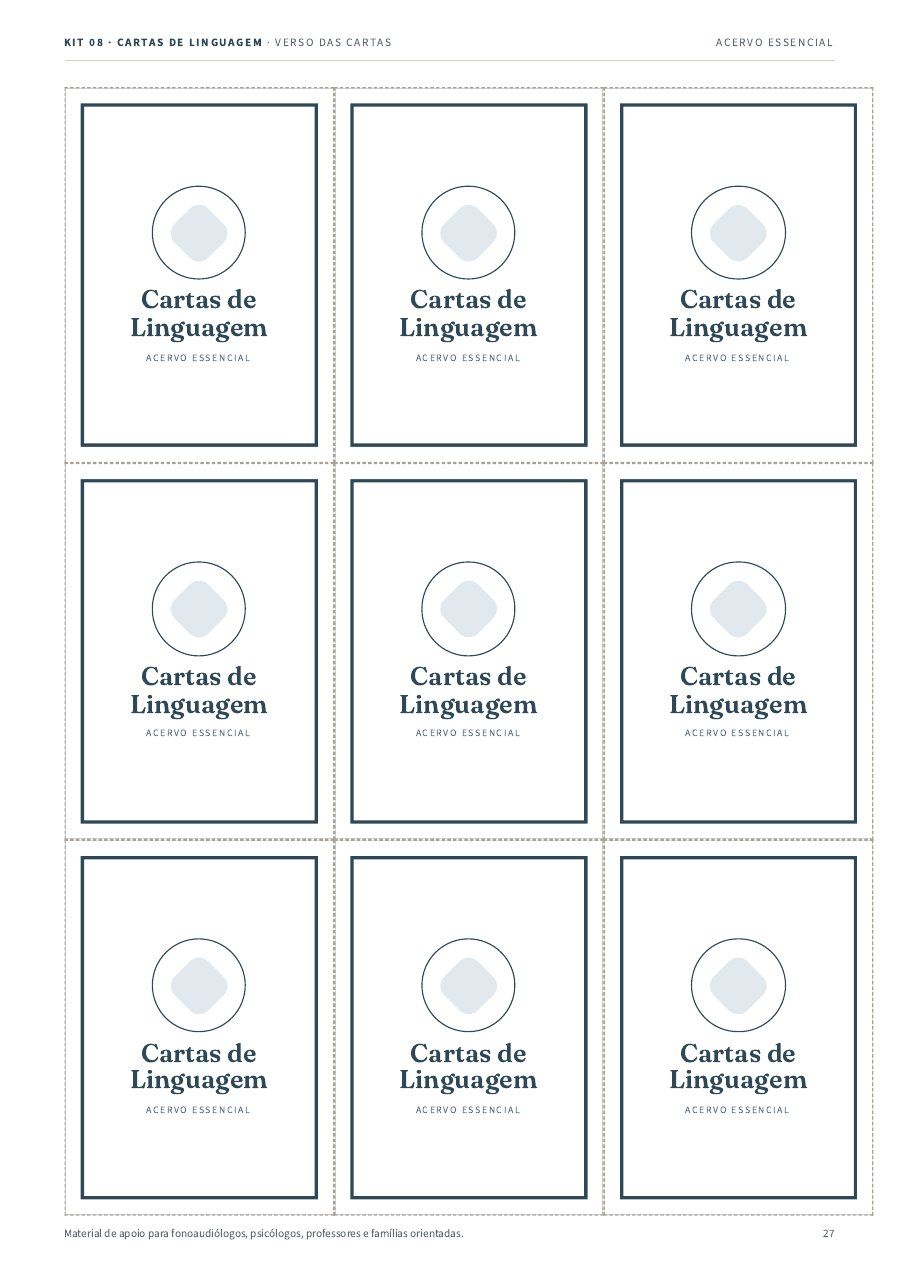 KIT 08 · CARTAS DE LINGUAGEM · VERSO DAS CARTAS ACERVO ESSENCIAL
Cartas de
Linguagem
ACERVO ESSENCIAL
Cartas de
Linguagem
ACERVO ESSENCIAL
Cartas de
Linguagem
ACERVO ESSENCIAL
Cartas de
Linguagem
ACERVO ESSENCIAL
Cartas de
Linguagem
ACERVO ESSENCIAL
Cartas de
Linguagem
ACERVO ESSENCIAL
Cartas de
Linguagem
ACERVO ESSENCIAL
Cartas de
Linguagem
ACERVO ESSENCIAL
Cartas de
Linguagem
ACERVO ESSENCIAL
Material de apoio para fonoaudiólogos, psicólogos, professores e famílias orientadas. 27